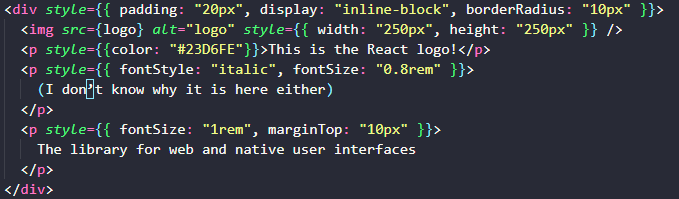 <div style={{ padding: "20px", display: "inline-block", borderRadius: "10px" }}>
  <img src={logo} alt="logo" style={{ width: "250px", height: "250px" }} />
  <p style={{color: "#23D6FE"}}>This is the React logo!</p>
  <p style={{ fontStyle: "italic", fontSize: "0.8rem" }}>
    (I don’t know why it is here either)
  </p>
  <p style={{ fontSize: "1rem", marginTop: "10px" }}>
    The library for web and native user interfaces
  </p>
</div>